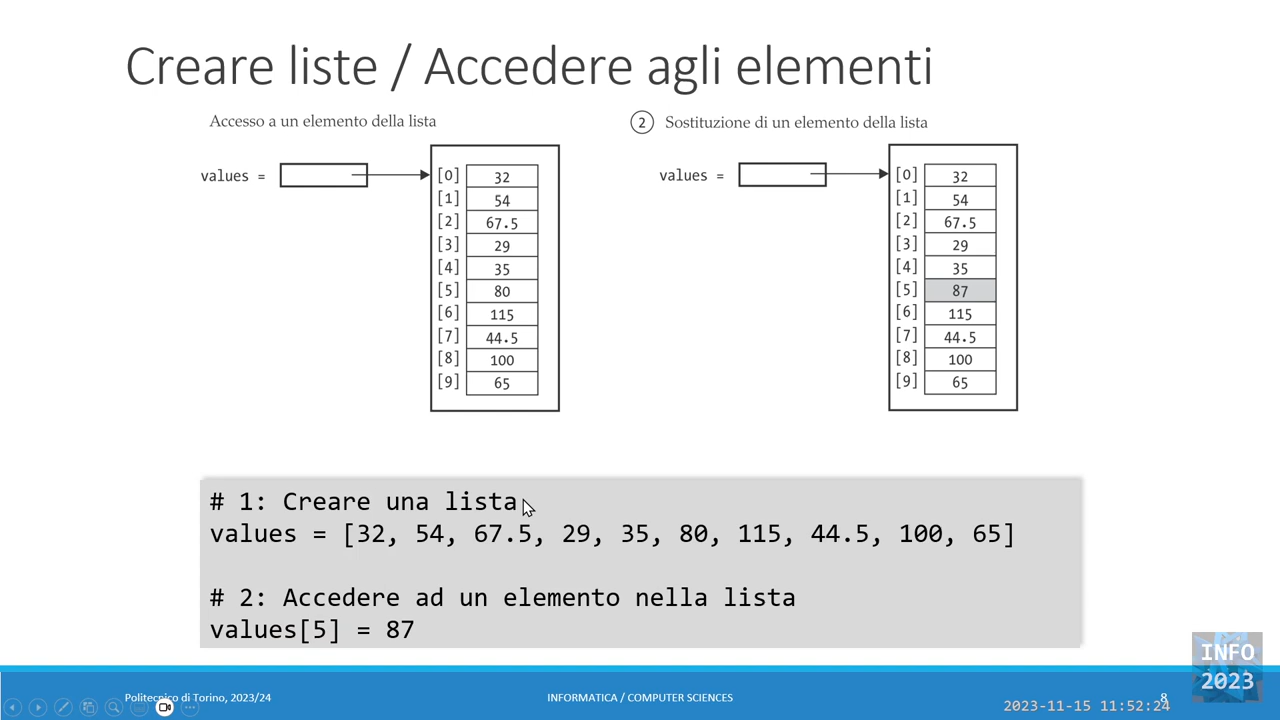 Creare liste / Accedere agli elementi
Accesso a un elemento della lista
values =
[0] 32
[1] 54
[2] 67.5
[3] 29
[4] 35
[5] 80
[6] 115
[7] 44.5
[8] 100
[9] 65
2 Sostituzione di un elemento della lista
values =
[0] 32
[1] 54
[2] 67.5
[3] 29
[4] 35
[5] 87
[6] 115
[7] 44.5
[8] 100
[9] 65
# 1: Creare una lista
values = [32, 54, 67.5, 29, 35, 80, 115, 44.5, 100, 65]
# 2: Accedere ad un elemento nella lista
values[5] = 87
INFO
2023
Politecnico di Torino, 2023/24
INFORMATICA / COMPUTER SCIENCES
8
2023-11-15 11:52:24